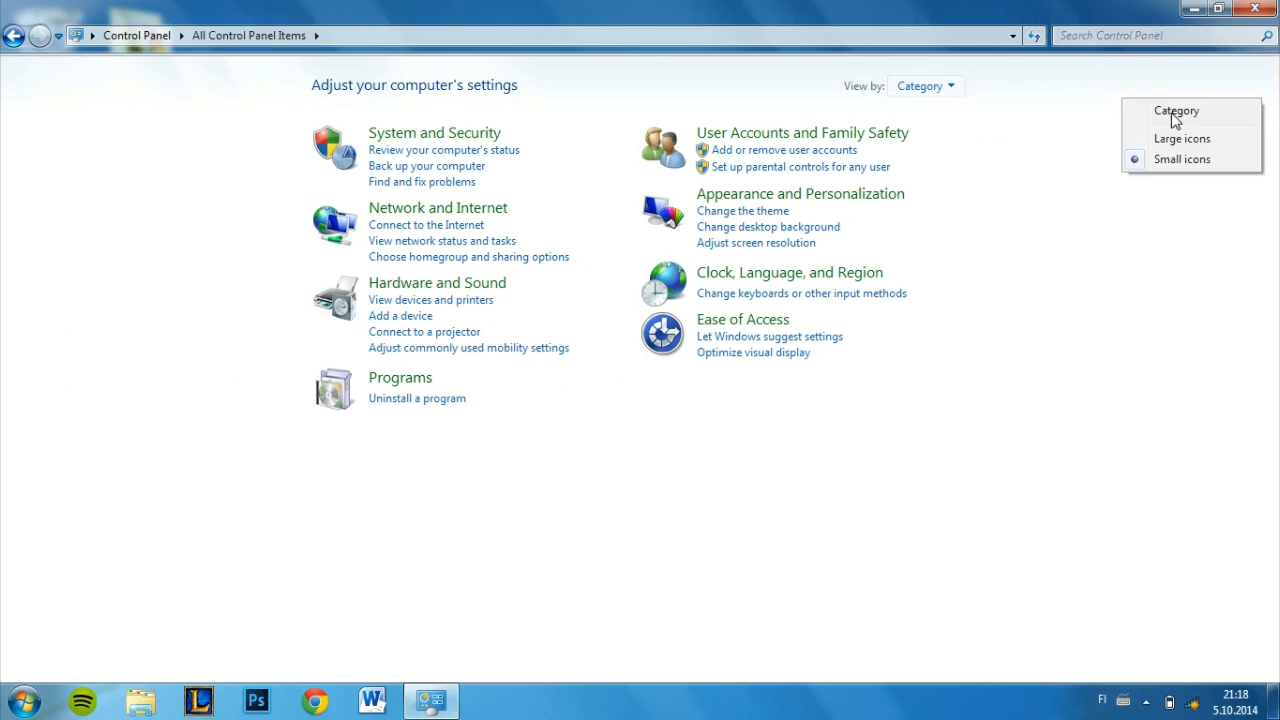 Control Panel All Control Panel Items
Search Control Panel
Adjust your computer's settings
View by: Category
Category
Large icons
Small icons
System and Security
Review your computer's status
Back up your computer
Find and fix problems
Network and Internet
Connect to the Internet
View network status and tasks
Choose homegroup and sharing options
Hardware and Sound
View devices and printers
Add a device
Connect to a projector
Adjust commonly used mobility settings
Programs
Uninstall a program
User Accounts and Family Safety
Add or remove user accounts
Set up parental controls for any user
Appearance and Personalization
Change the theme
Change desktop background
Adjust screen resolution
Clock, Language, and Region
Change keyboards or other input methods
Ease of Access
Let Windows suggest settings
Optimize visual display
L
Ps
W
FI
21:18
5.10.2014